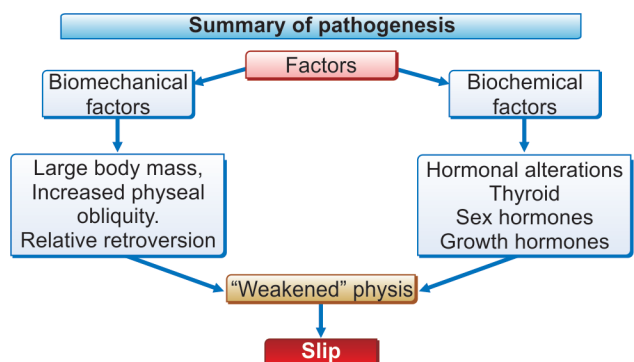 Summary of pathogenesis
Factors
Biomechanical
factors
Biochemical
factors
Large body mass,
Increased physeal
obliquity.
Relative retroversion
Hormonal alterations
Thyroid
Sex hormones
Growth hormones
“Weakened” physis
Slip